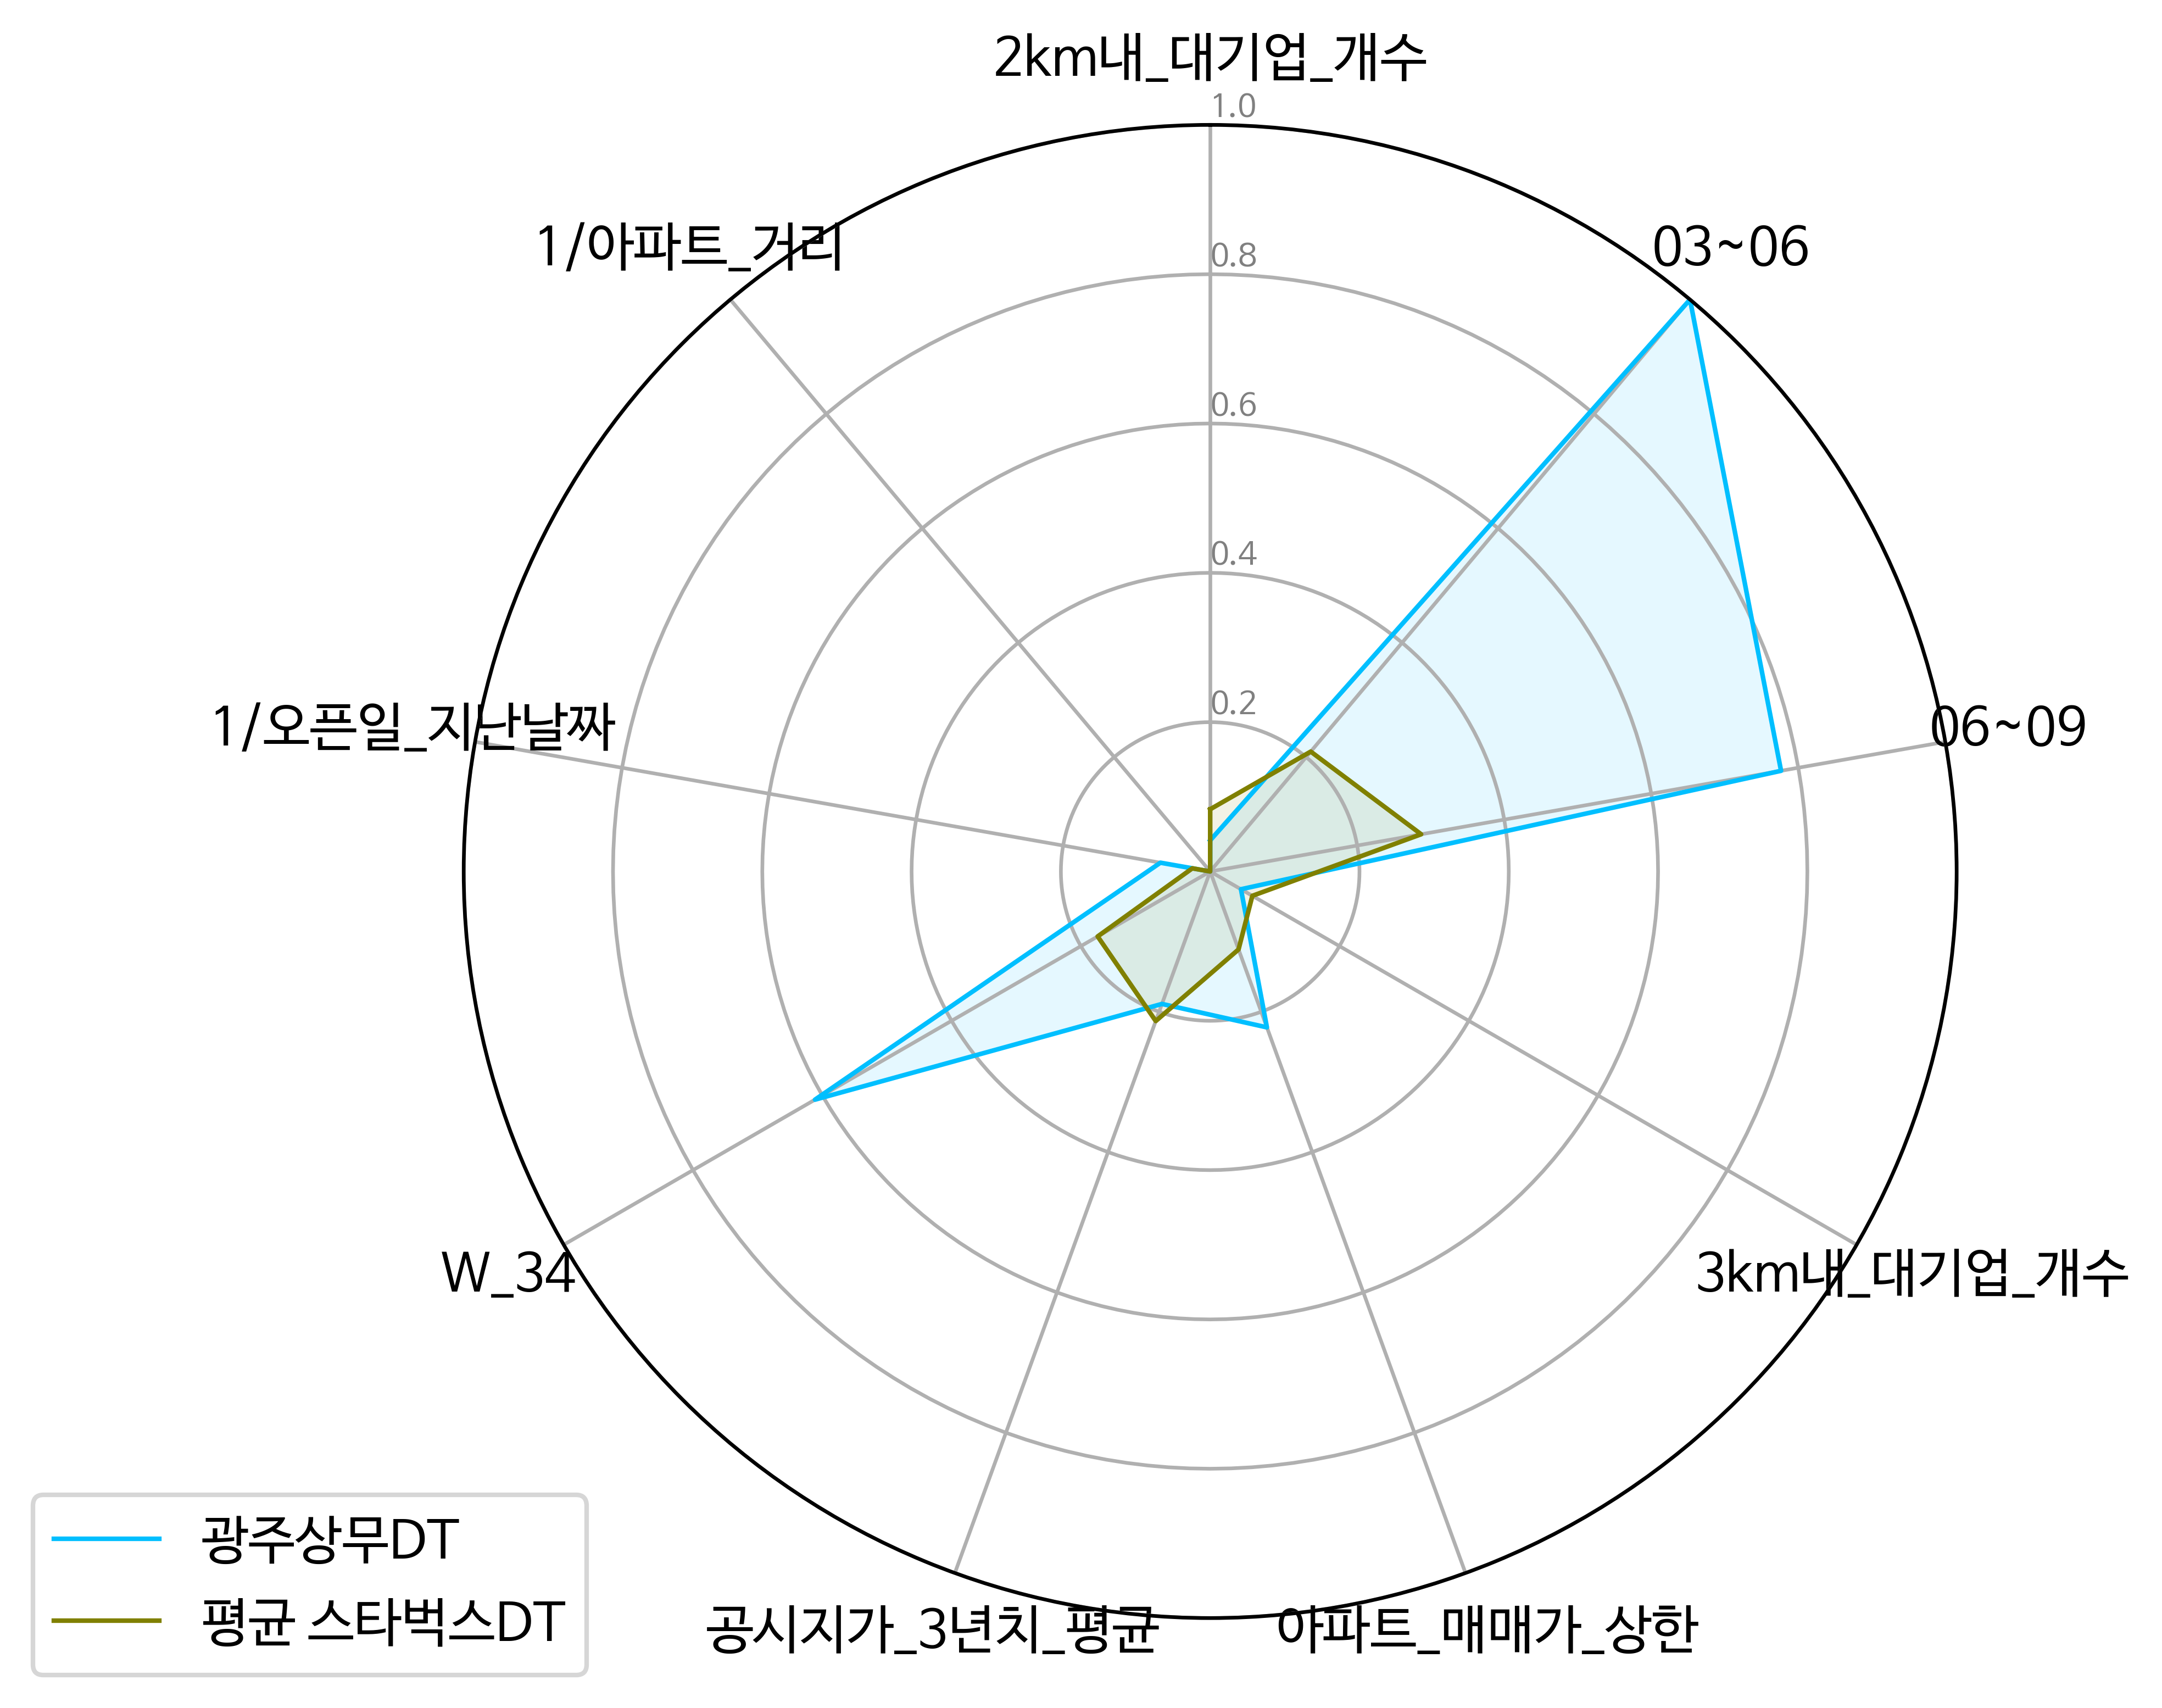 2km내_대기업_개수
1.0
1/아파트_거리
03~06
0.8
0.6
0.4
1/오픈일_지난날짜
0.2
06~09
W_34
3km내_대기업_개수
공시지가_3년치_평균
아파트_매매가_상한
광주상무DT
평균 스타벅스DT